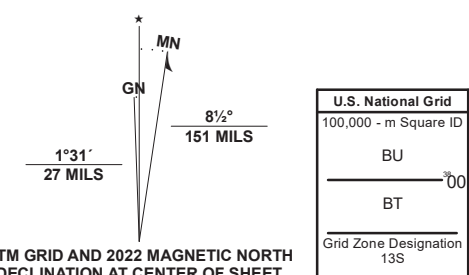 ★
MN
GN
8½°
151 MILS
1°31´
27 MILS
TM GRID AND 2022 MAGNETIC NORTH
DECLINATION AT CENTER OF SHEET
U.S. National Grid
100,000 - m Square ID
BU
³⁸00
BT
Grid Zone Designation
13S